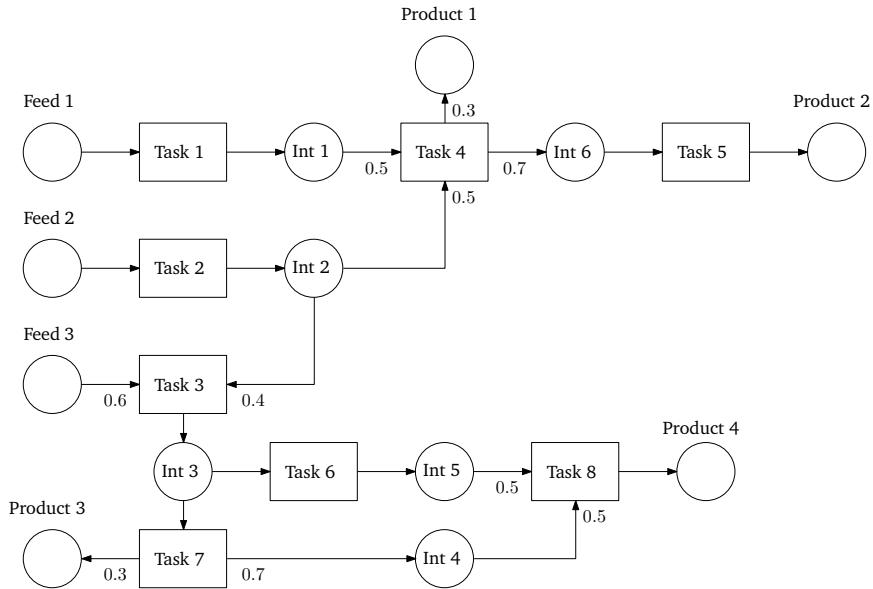 Product 1
Feed 1
0.3
Product 2
Task 1
Int 1
0.5
Task 4
0.7
Int 6
Task 5
Feed 2
0.5
Task 2
Int 2
Feed 3
Task 3
0.6
0.4
Product 4
Int 3
Task 6
Int 5
0.5
Task 8
Product 3
0.5
Task 7
Int 4
0.3
0.7